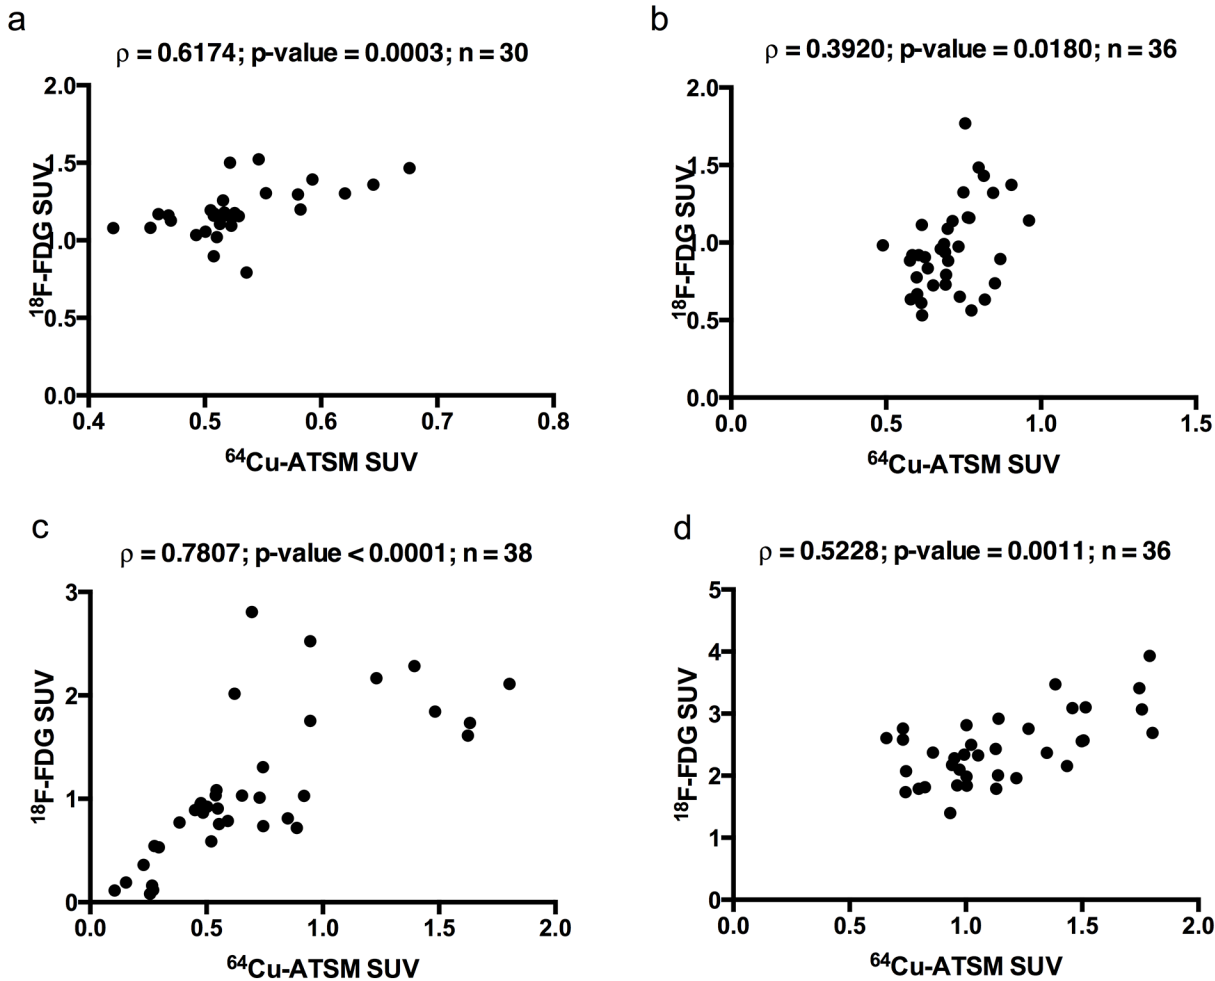 a
ρ = 0.6174; p-value = 0.0003; n = 30
2.0
1.5
1.0
0.5
0.0
18F-FDG SUV
0.4 0.5 0.6 0.7 0.8
64Cu-ATSM SUV
b
ρ = 0.3920; p-value = 0.0180; n = 36
2.0
1.5
1.0
0.5
0.0
18F-FDG SUV
0.0 0.5 1.0 1.5
64Cu-ATSM SUV
c
ρ = 0.7807; p-value < 0.0001; n = 38
3
2
1
0
18F-FDG SUV
0.0 0.5 1.0 1.5 2.0
64Cu-ATSM SUV
d
ρ = 0.5228; p-value = 0.0011; n = 36
5
4
3
2
1
0
18F-FDG SUV
0.0 0.5 1.0 1.5 2.0
64Cu-ATSM SUV